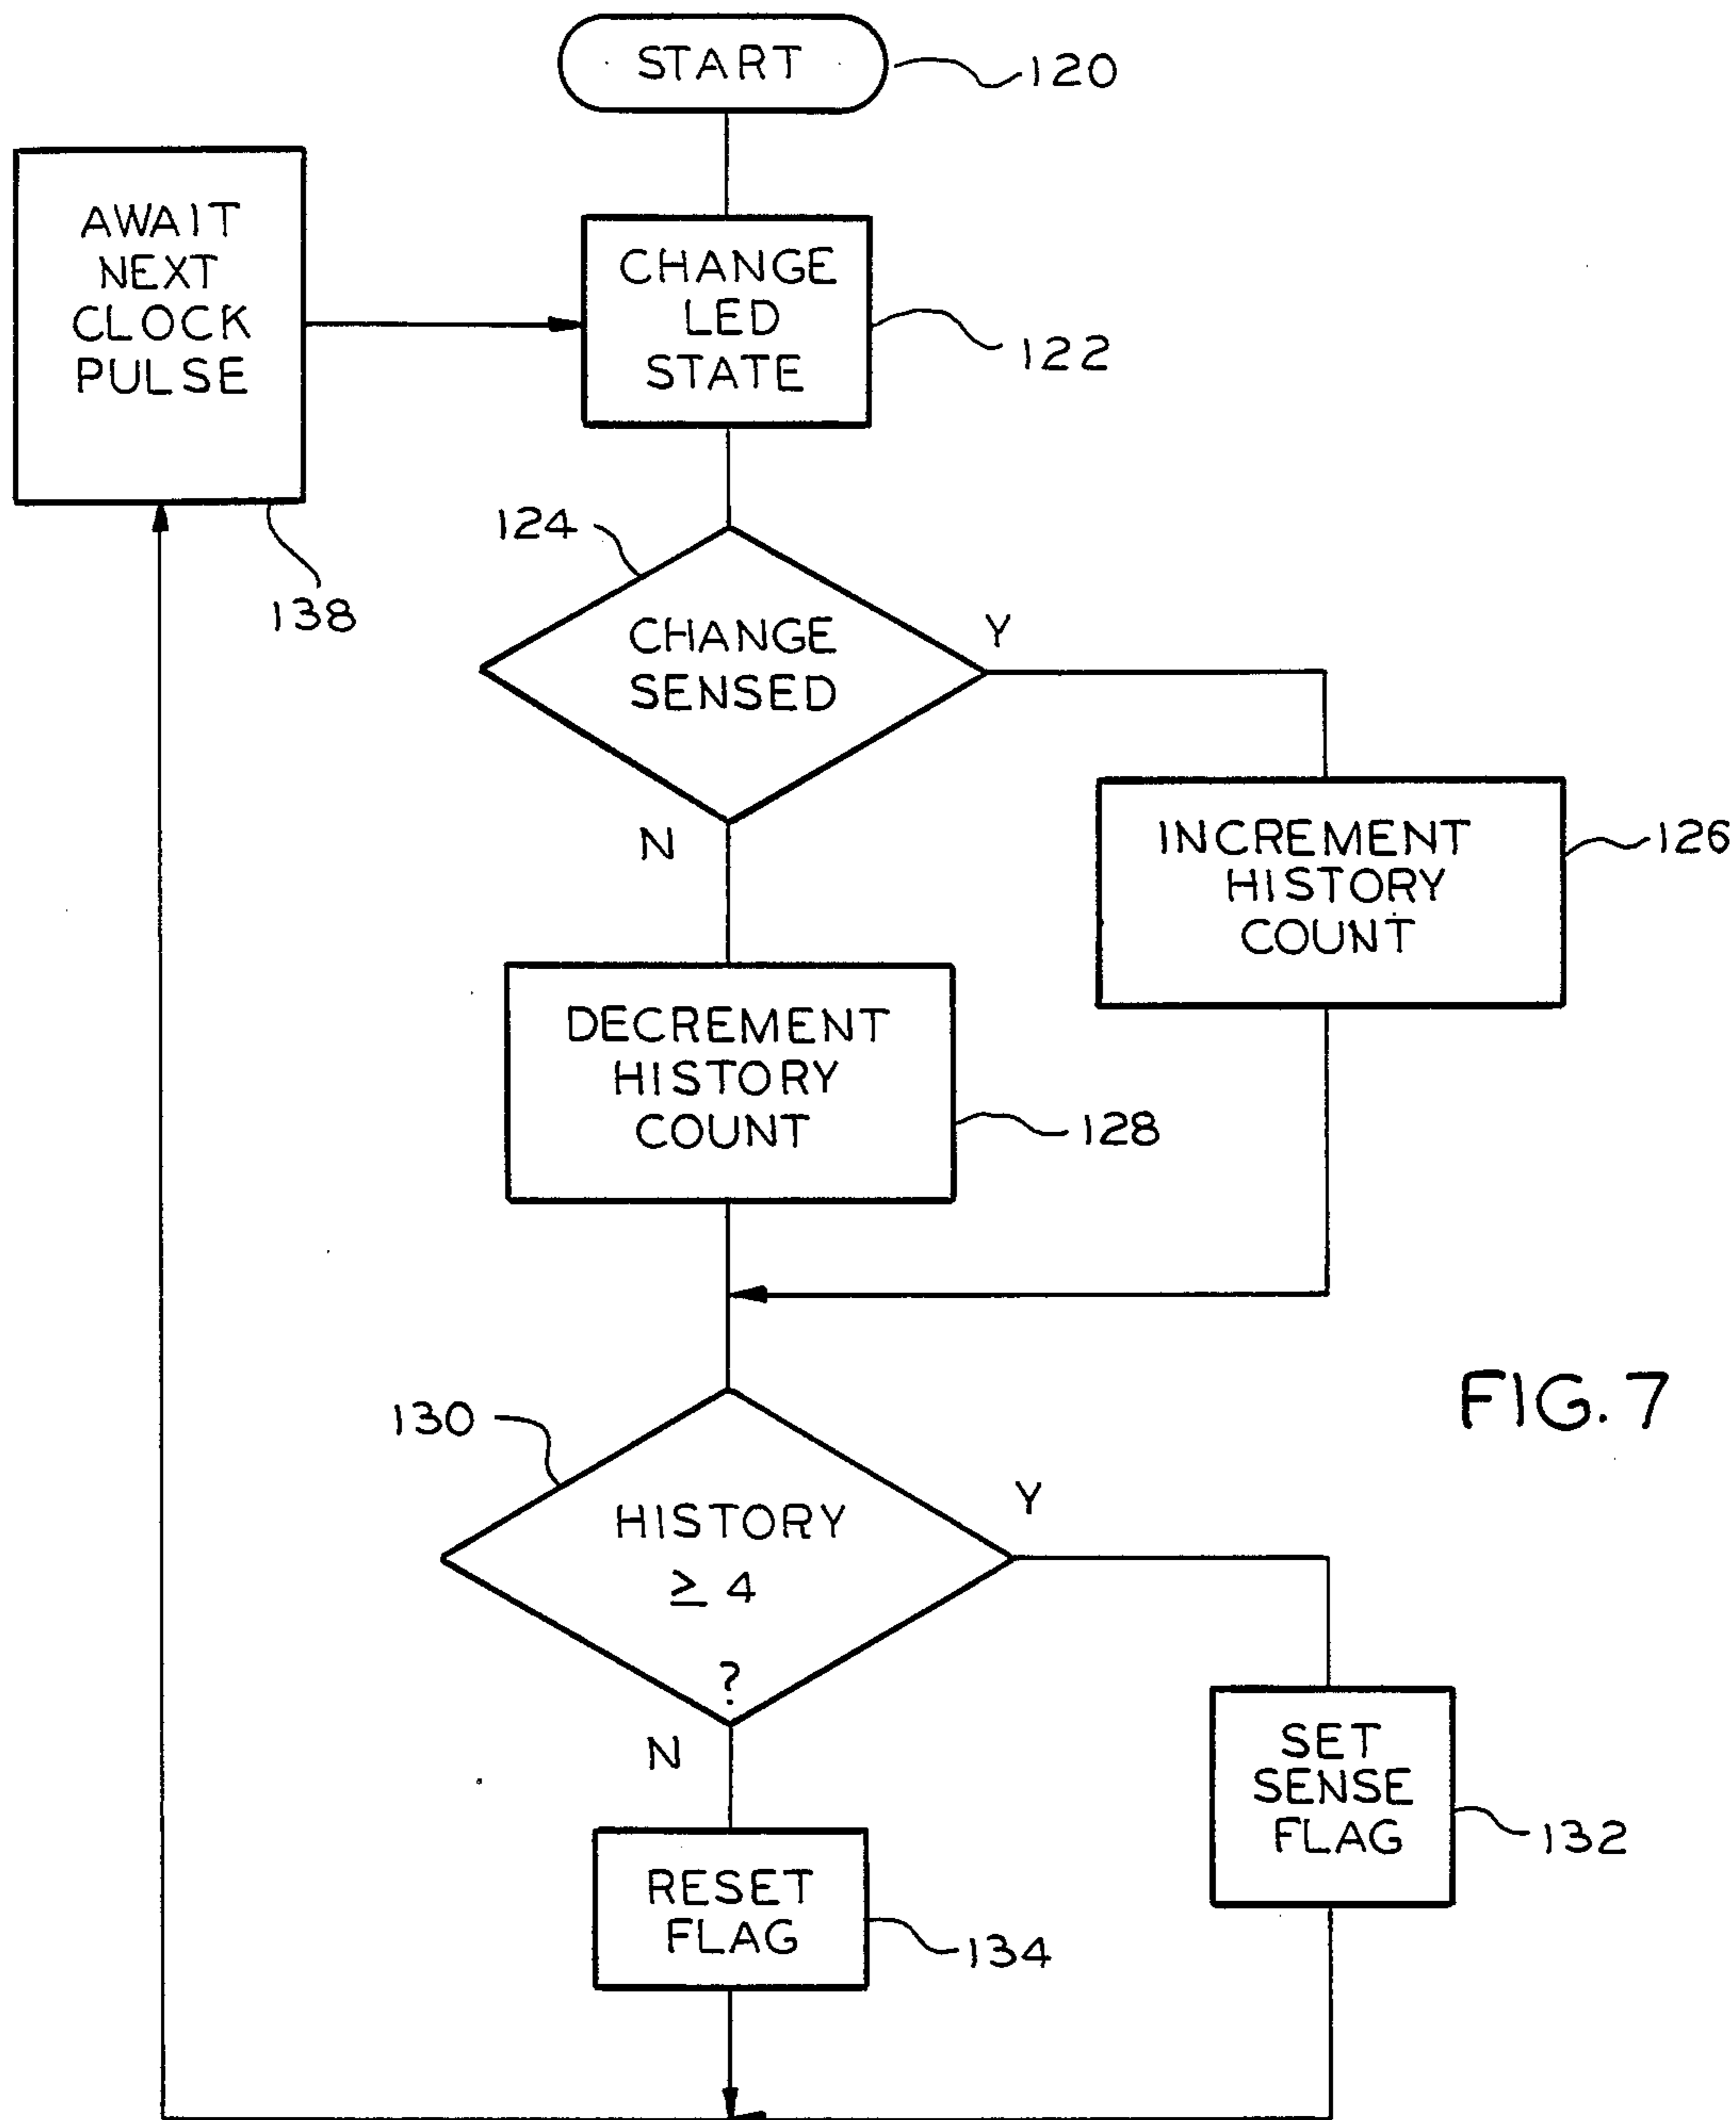 START
120
AWAIT
NEXT
CLOCK
PULSE
CHANGE
LED
STATE
122
138
124
CHANGE
SENSED
Y
N
INCREMENT
HISTORY
COUNT
126
DECREMENT
HISTORY
COUNT
128
FIG. 7
130
HISTORY
≥ 4
?
Y
N
SET
SENSE
FLAG
132
RESET
FLAG
134